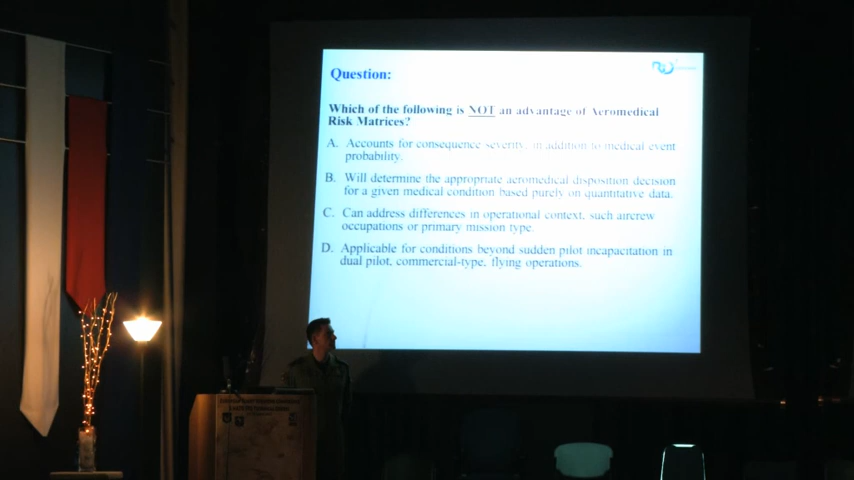 Question:
Which of the following is NOT an advantage of Aeromedical
Risk Matrices?
A. Accounts for consequence severity, in addition to medical event
probability.
B. Will determine the appropriate aeromedical disposition decision
for a given medical condition based purely on quantitative data.
C. Can address differences in operational context, such aircrew
occupations or primary mission type.
D. Applicable for conditions beyond sudden pilot incapacitation in
dual pilot, commercial-type, flying operations.